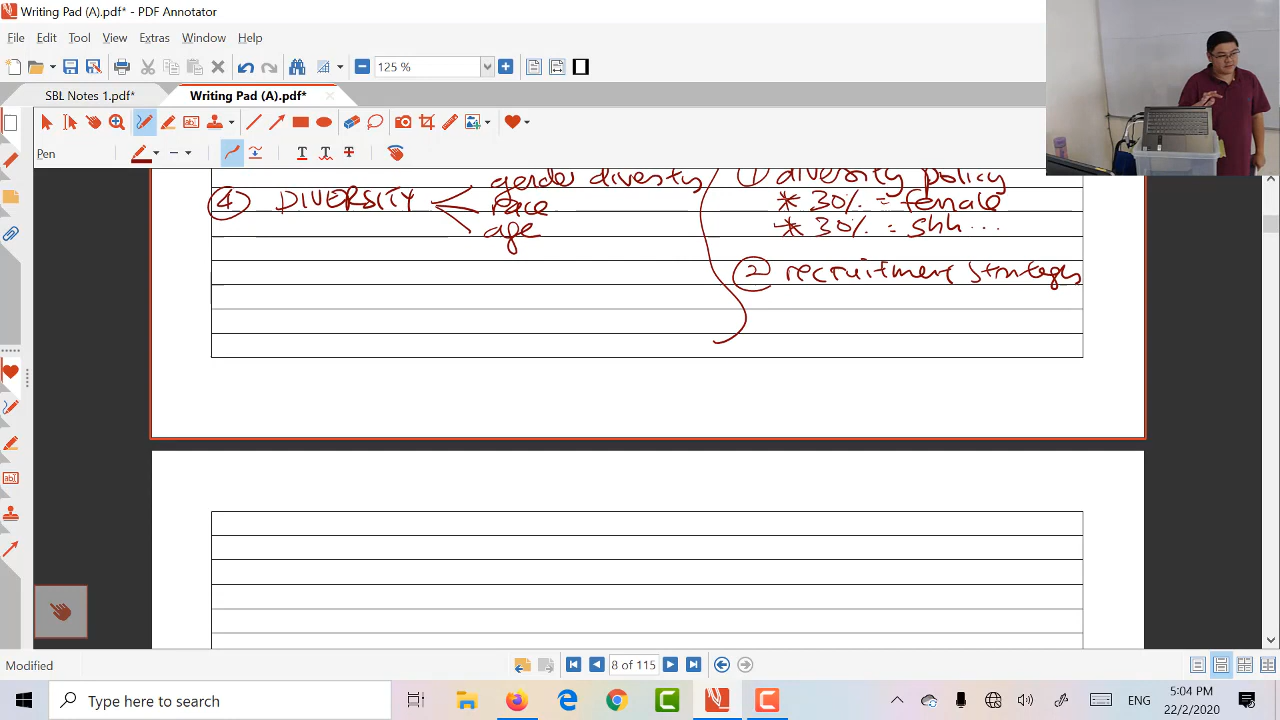 Writing Pad (A).pdf* - PDF Annotator
File Edit Tool View Extras Window Help
125 %
SBL Notes 1.pdf* Writing Pad (A).pdf*
Pen
④ DIVERSITY
gender diversty
race
age
① diversity policy
* 30% = female
* 30% = shh...
② recruitment strateges
Modified
8 of 115
Type here to search
ENG
5:04 PM
22/2/2020